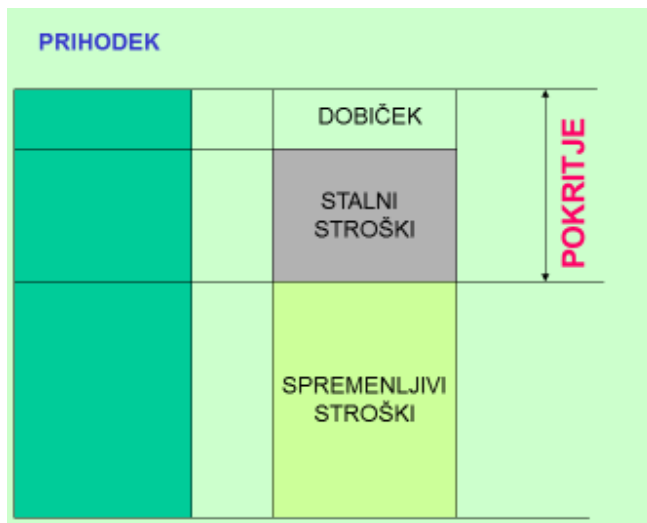 PRIHODEK
DOBIČEK
STALNI
STROŠKI
POKRITJE
SPREMENLJIVI
STROŠKI